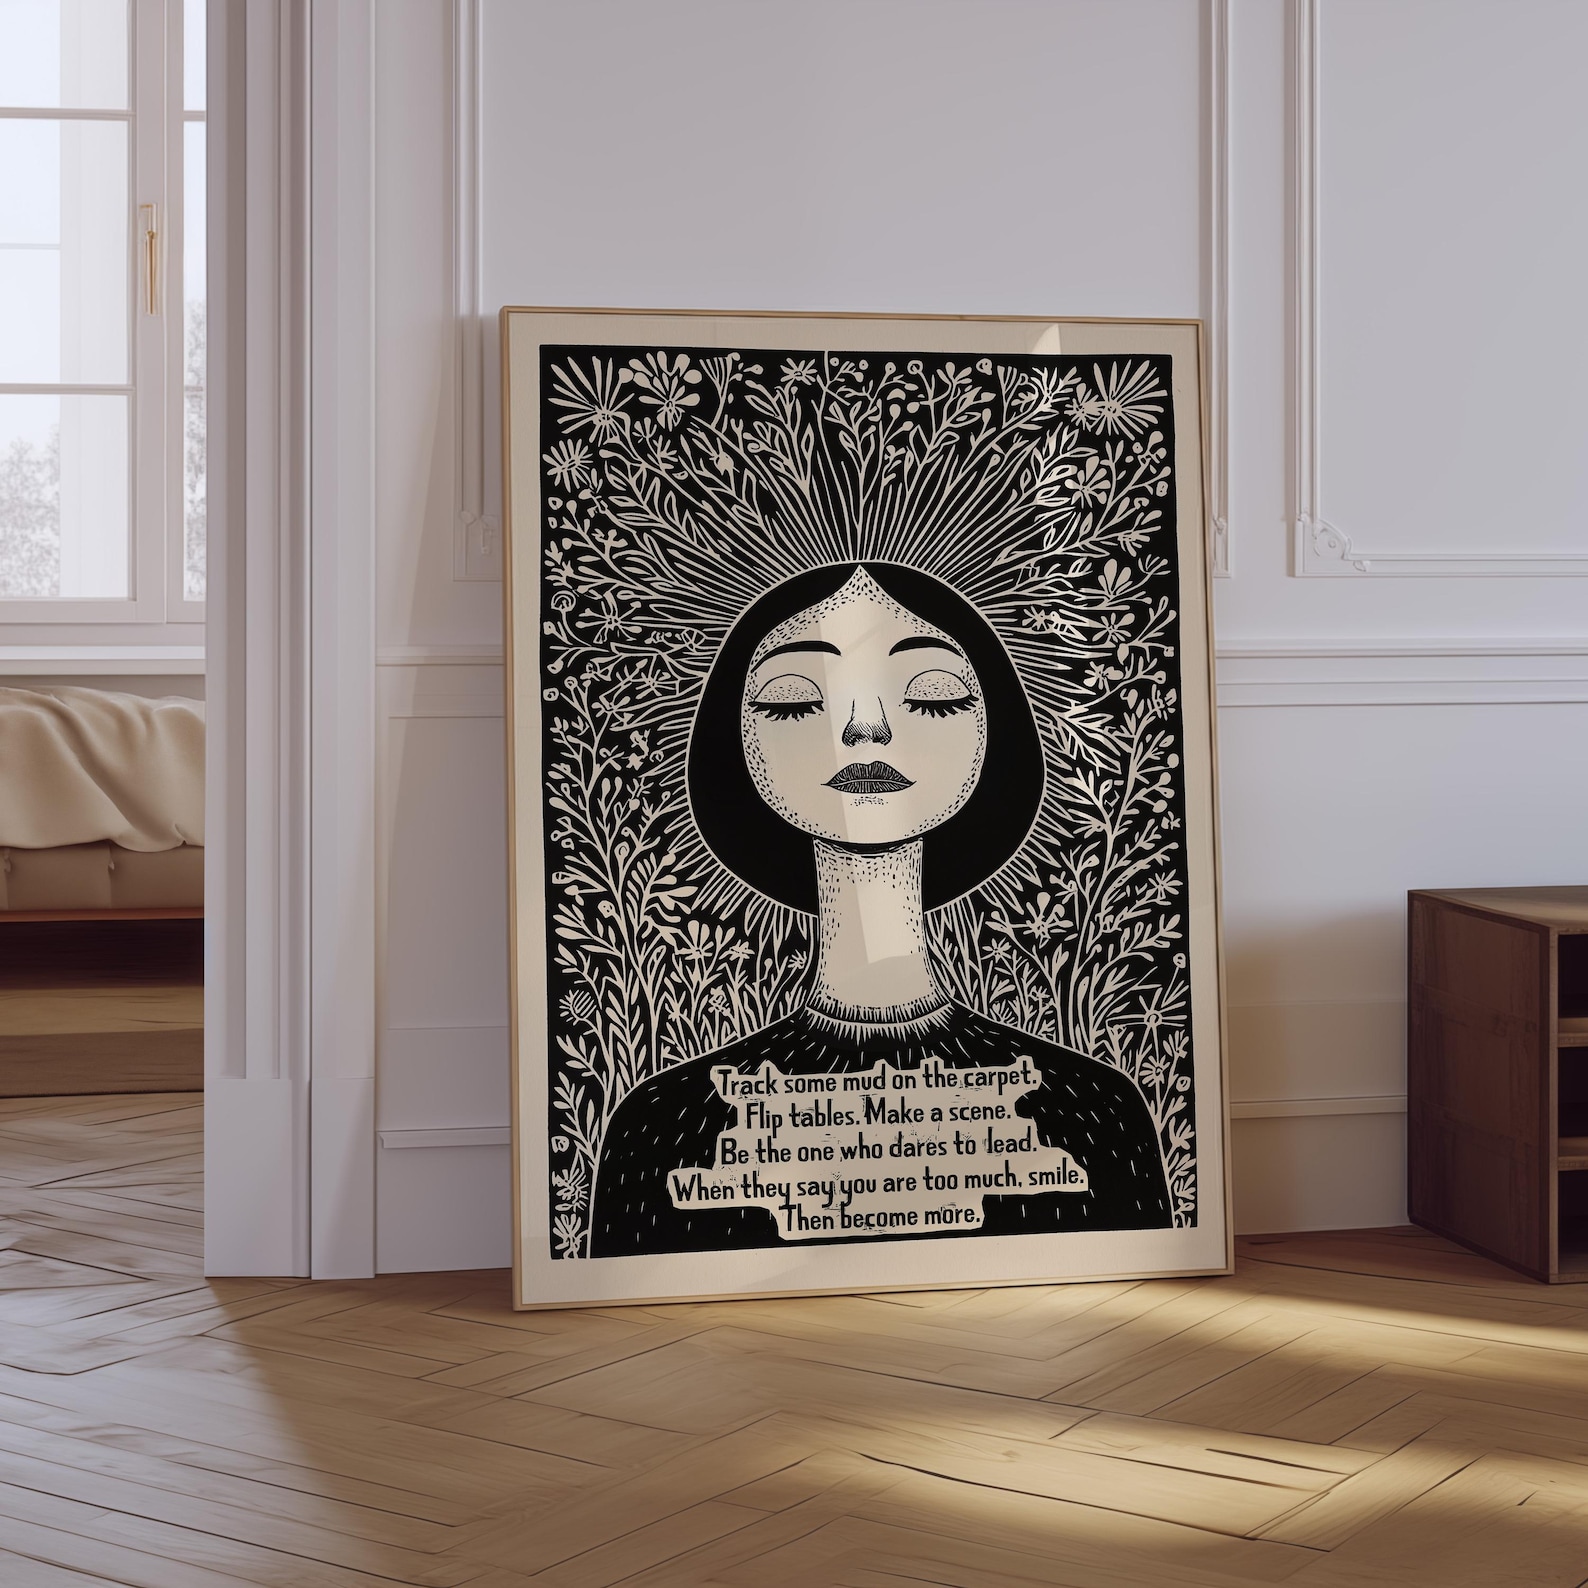 Track some mud on the carpet.
Flip tables. Make a scene.
Be the one who dares to lead.
When they say you are too much, smile.
Then become more.